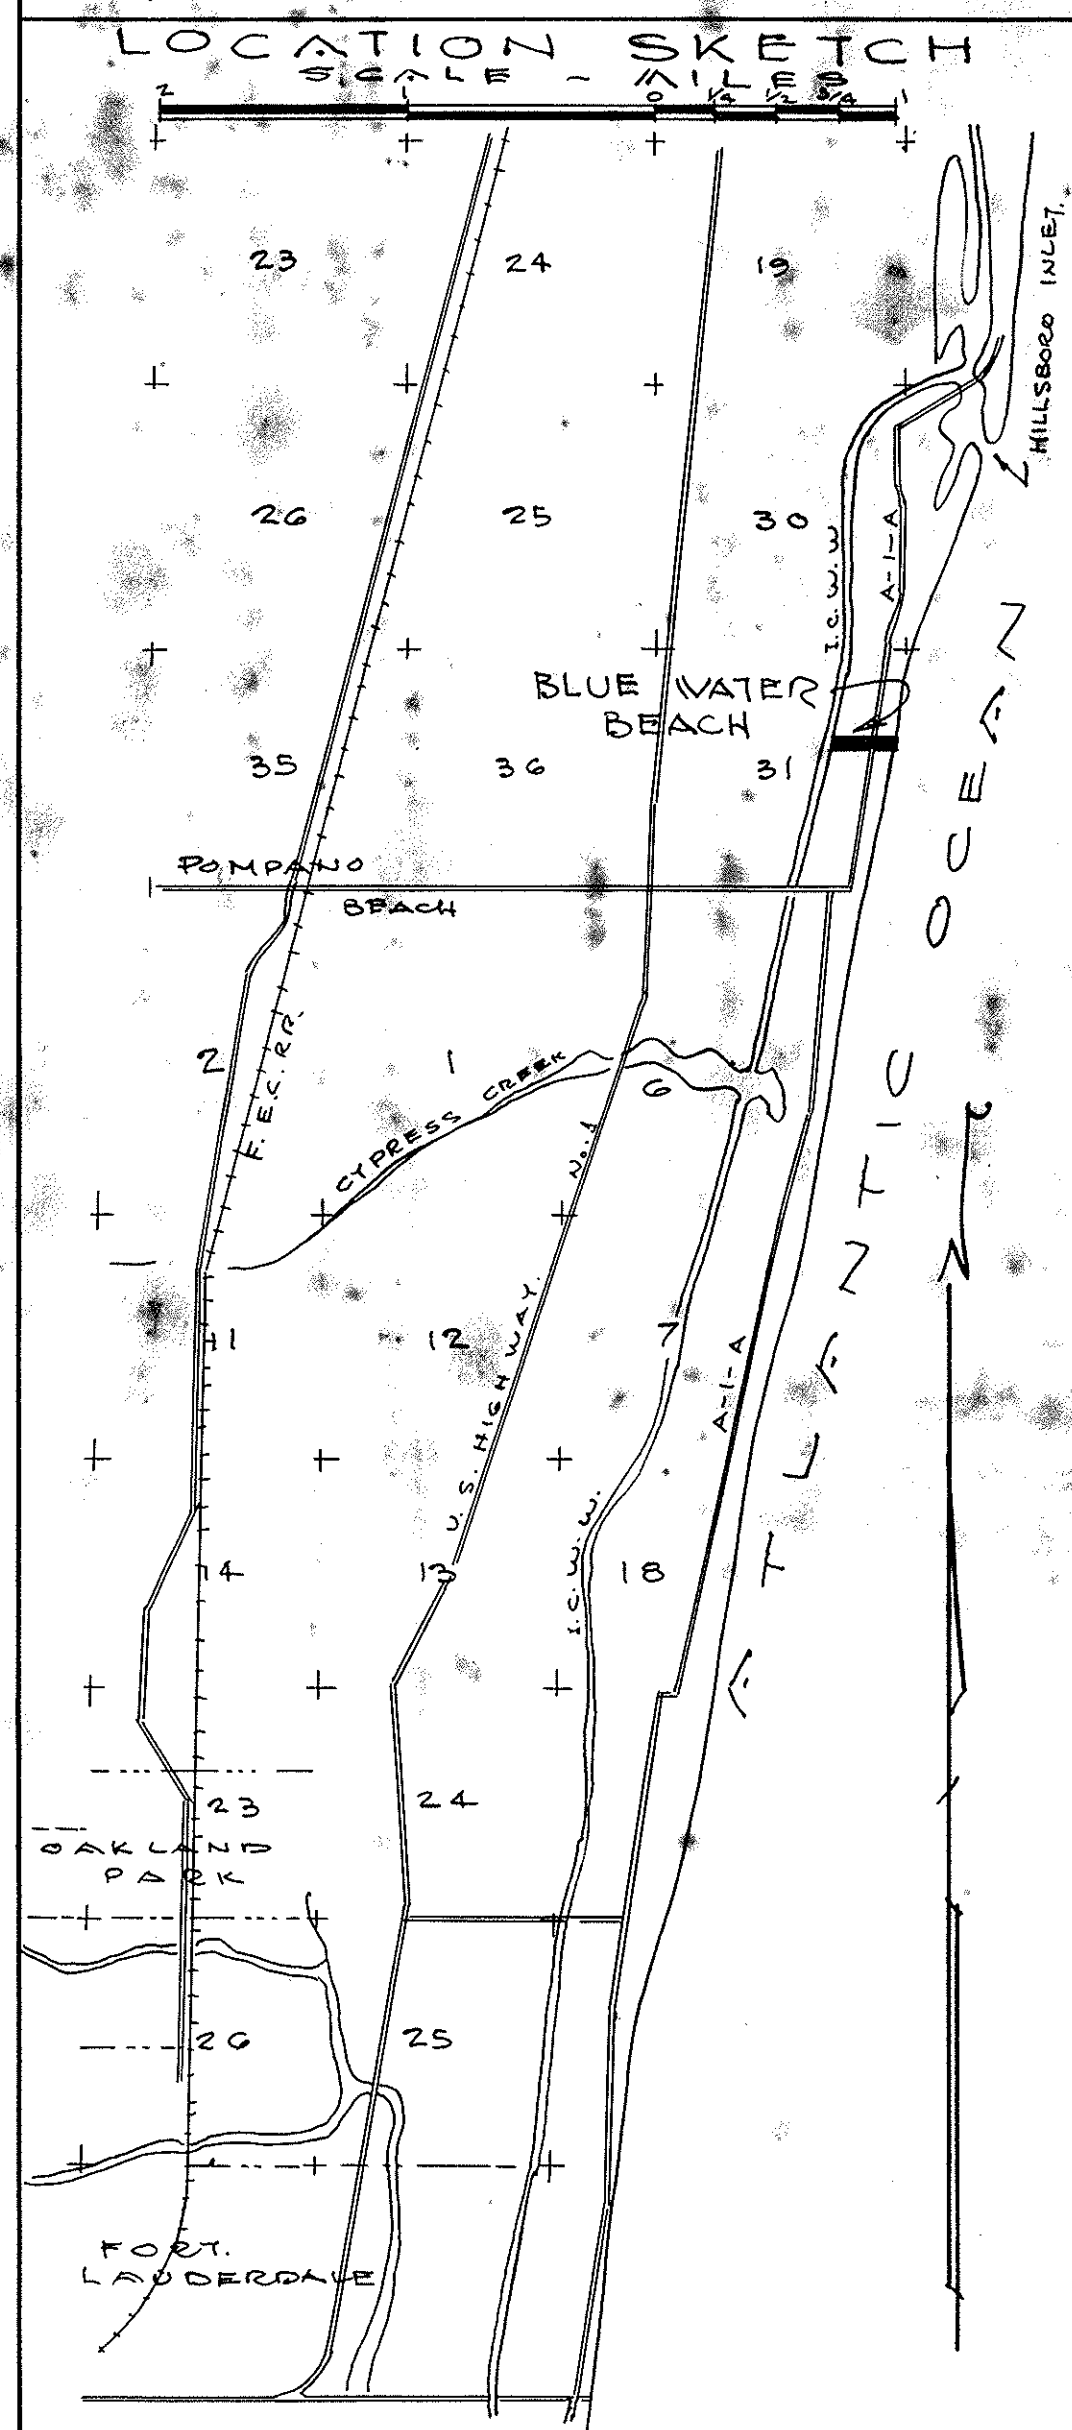 LOCATION SKETCH
SCALE - MILES
2 1 0 1/4 1/2 3/4 1
23 24 19
HILLSBORO INLET.
26 25 30
I.C.W.W
A-1-A
BLUE WATER
BEACH
35 36 31
POMPANO
BEACH
ATLANTIC OCEAN
2 1 6
F.E.C.R.R.
CYPRESS CREEK
U.S. HIGHWAY. No. 1
N
11 12 7
A-1-A
I.C.W.W.
14 13 18
23 24
OAKLAND
PARK
26 25
FORT.
LAUDERDALE